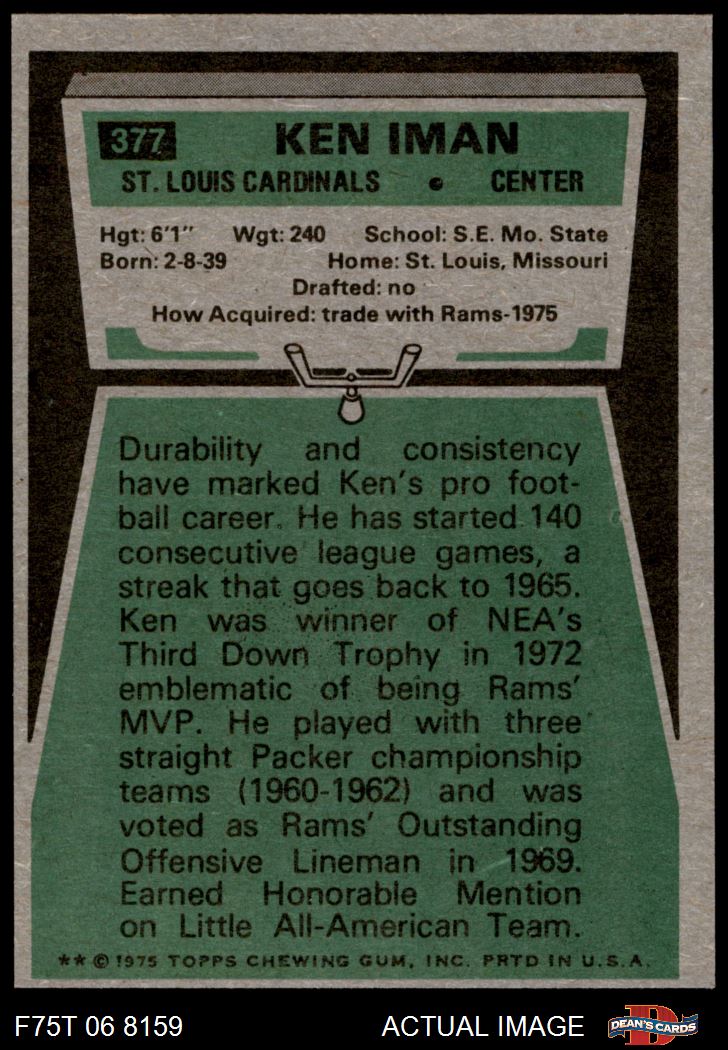 377 KEN IMAN
ST. LOUIS CARDINALS • CENTER
Hgt: 6'1" Wgt: 240 School: S.E. Mo. State
Born: 2-8-39 Home: St. Louis, Missouri
Drafted: no
How Acquired: trade with Rams-1975
Durability and consistency
have marked Ken's pro foot-
ball career. He has started 140
consecutive league games, a
streak that goes back to 1965.
Ken was winner of NEA's
Third Down Trophy in 1972
emblematic of being Rams'
MVP. He played with three
straight Packer championship
teams (1960-1962) and was
voted as Rams' Outstanding
Offensive Lineman in 1969.
Earned Honorable Mention
on Little All-American Team.
** © 1975 TOPPS CHEWING GUM, INC. PRTD IN U.S.A.
F75T 06 8159 ACTUAL IMAGE D DEAN'S CARDS